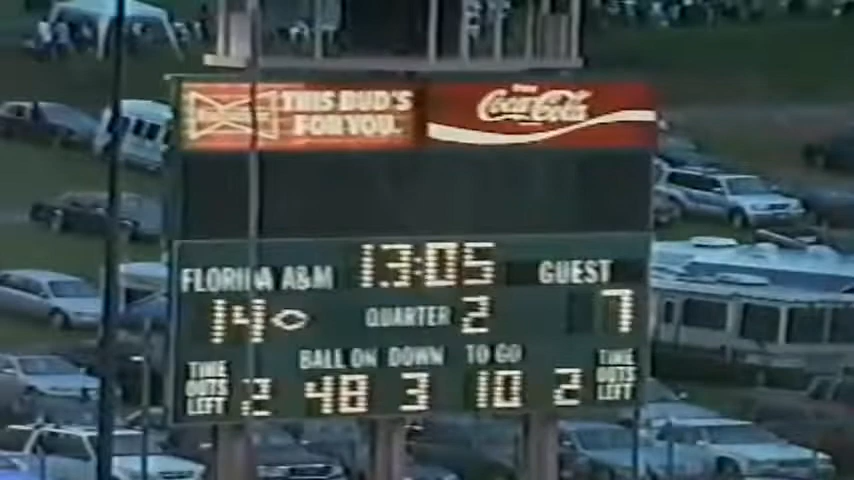 THIS BUD'S
FOR YOU.
Coca-Cola
FLORIDA A&M 13:05 GUEST
14 QUARTER 2 7
BALL ON DOWN TO GO
TIME OUTS LEFT 2 48 3 10 2 TIME OUTS LEFT